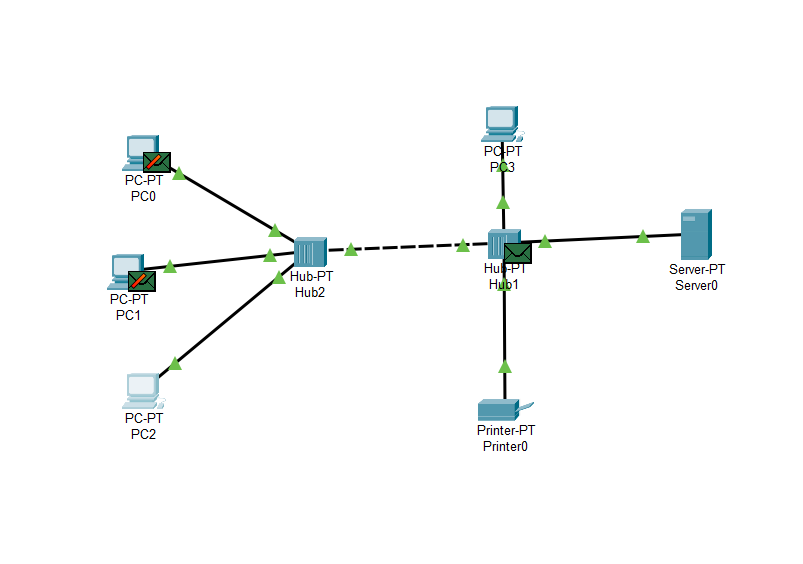 PC-PT
PC3
PC-PT
PC0
Server-PT
Server0
Hub-PT
Hub1
Hub-PT
Hub2
PC-PT
PC1
PC-PT
PC2
Printer-PT
Printer0